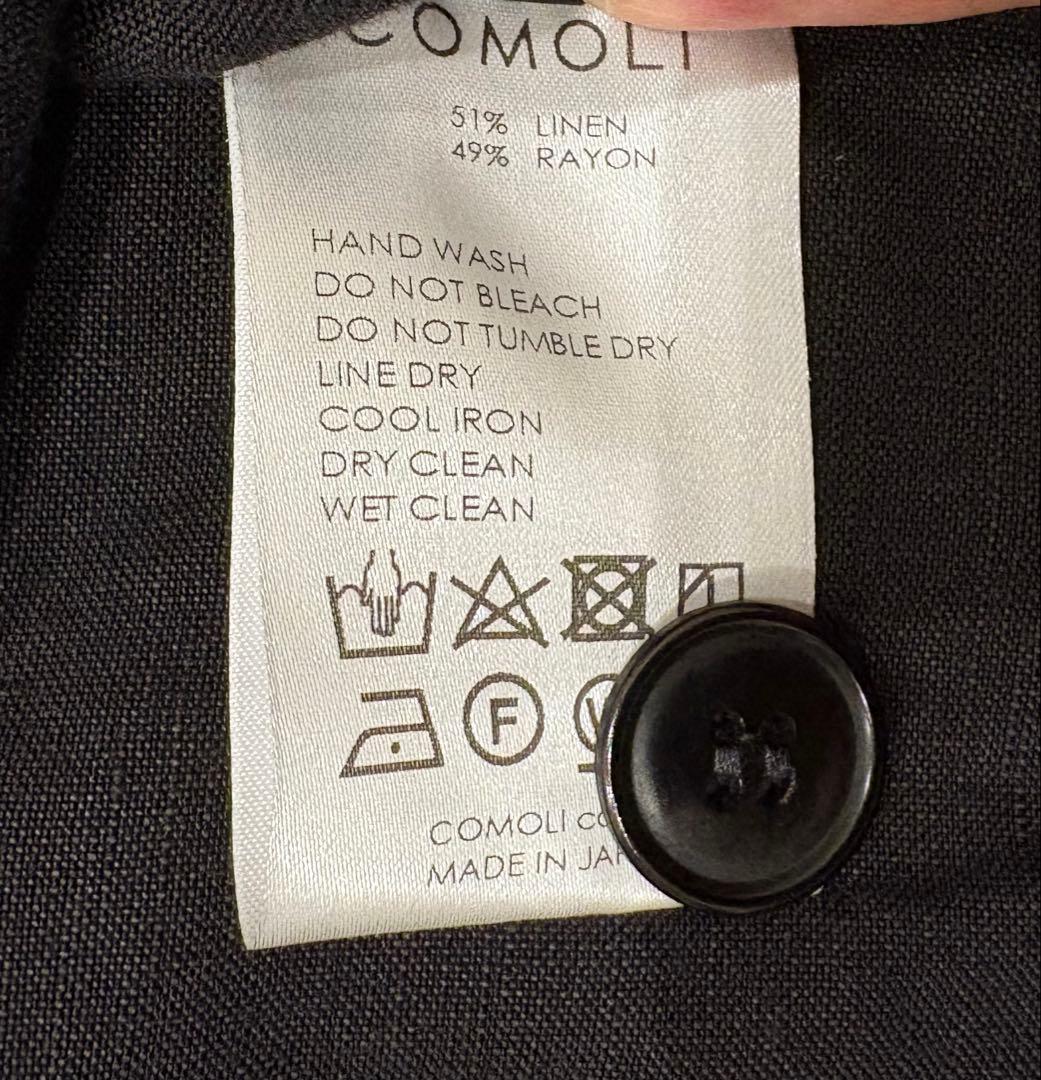 COMOLI
51% LINEN
49% RAYON
HAND WASH
DO NOT BLEACH
DO NOT TUMBLE DRY
LINE DRY
COOL IRON
DRY CLEAN
WET CLEAN
F
COMOLI
MADE IN